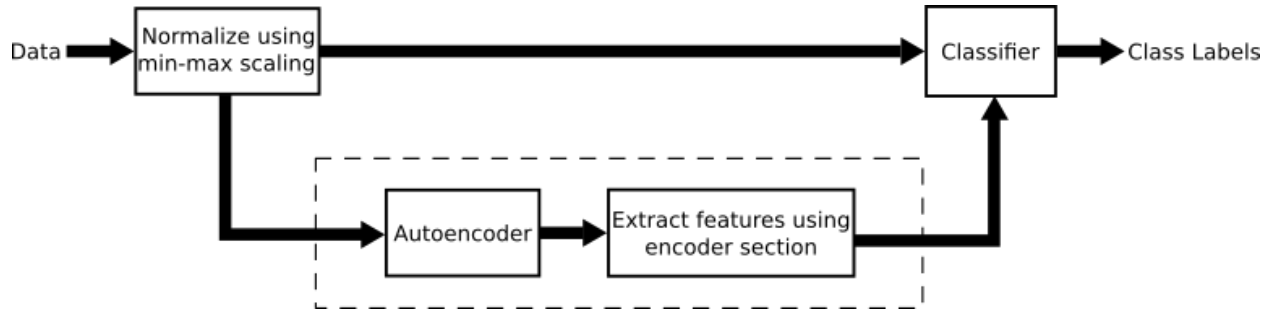 Data
Normalize using
min-max scaling
Classifier
Class Labels
Autoencoder
Extract features using
encoder section